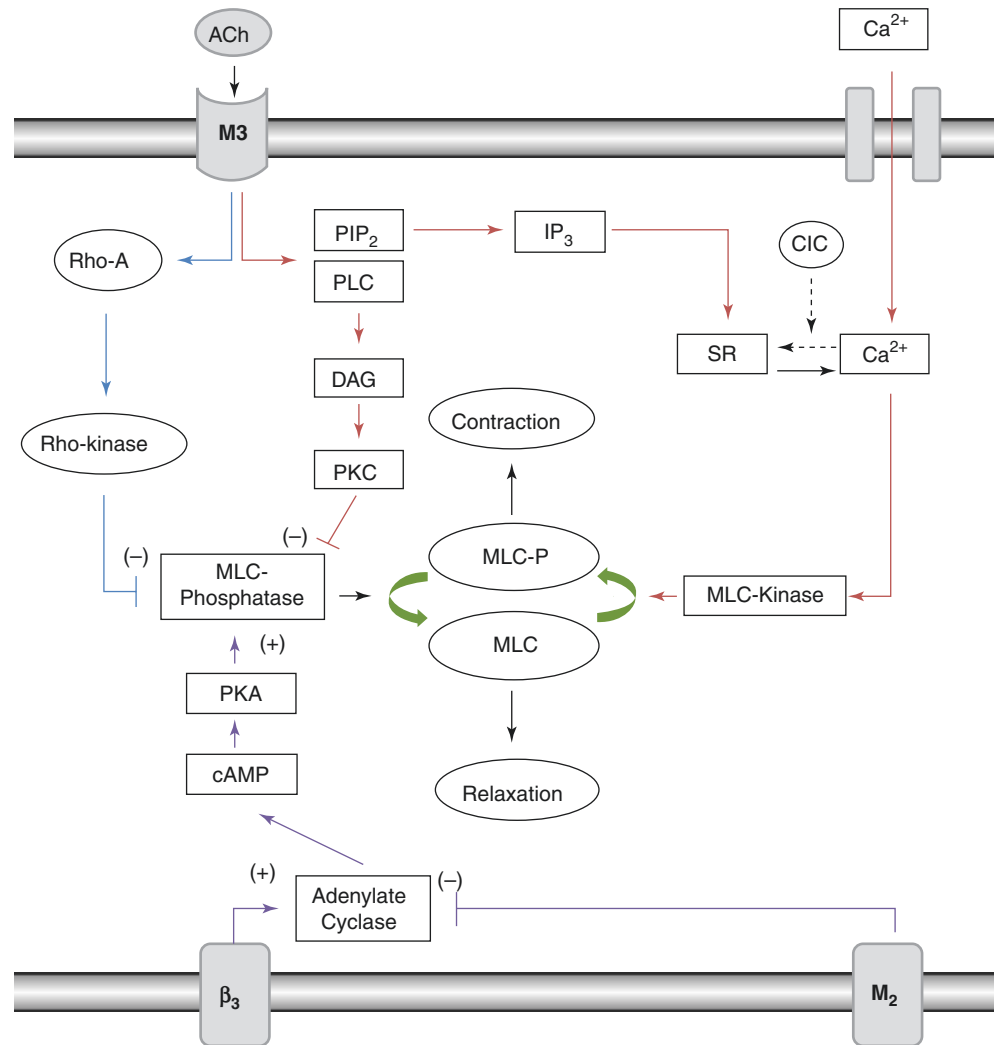 ACh
Ca²⁺
M3
PIP₂
IP₃
CIC
Rho-A
PLC
SR
Ca²⁺
DAG
Contraction
Rho-kinase
PKC
(–)
(–)
MLC-P
MLC-
Phosphatase
MLC-Kinase
MLC
(+)
PKA
cAMP
Relaxation
(+)
(–)
Adenylate
Cyclase
β₃
M₂